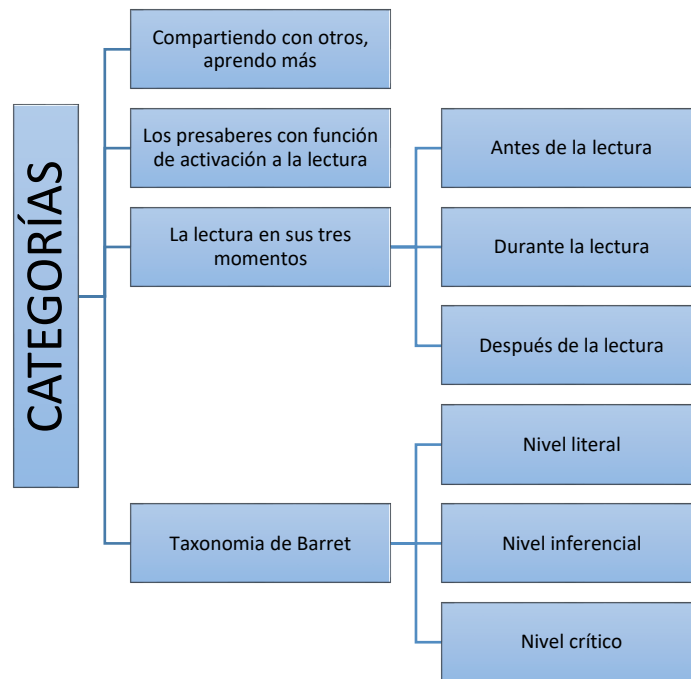 CATEGORÍAS
Compartiendo con otros,
aprendo más
Los presaberes con función
de activación a la lectura
La lectura en sus tres
momentos
Antes de la lectura
Durante la lectura
Después de la lectura
Taxonomia de Barret
Nivel literal
Nivel inferencial
Nivel crítico